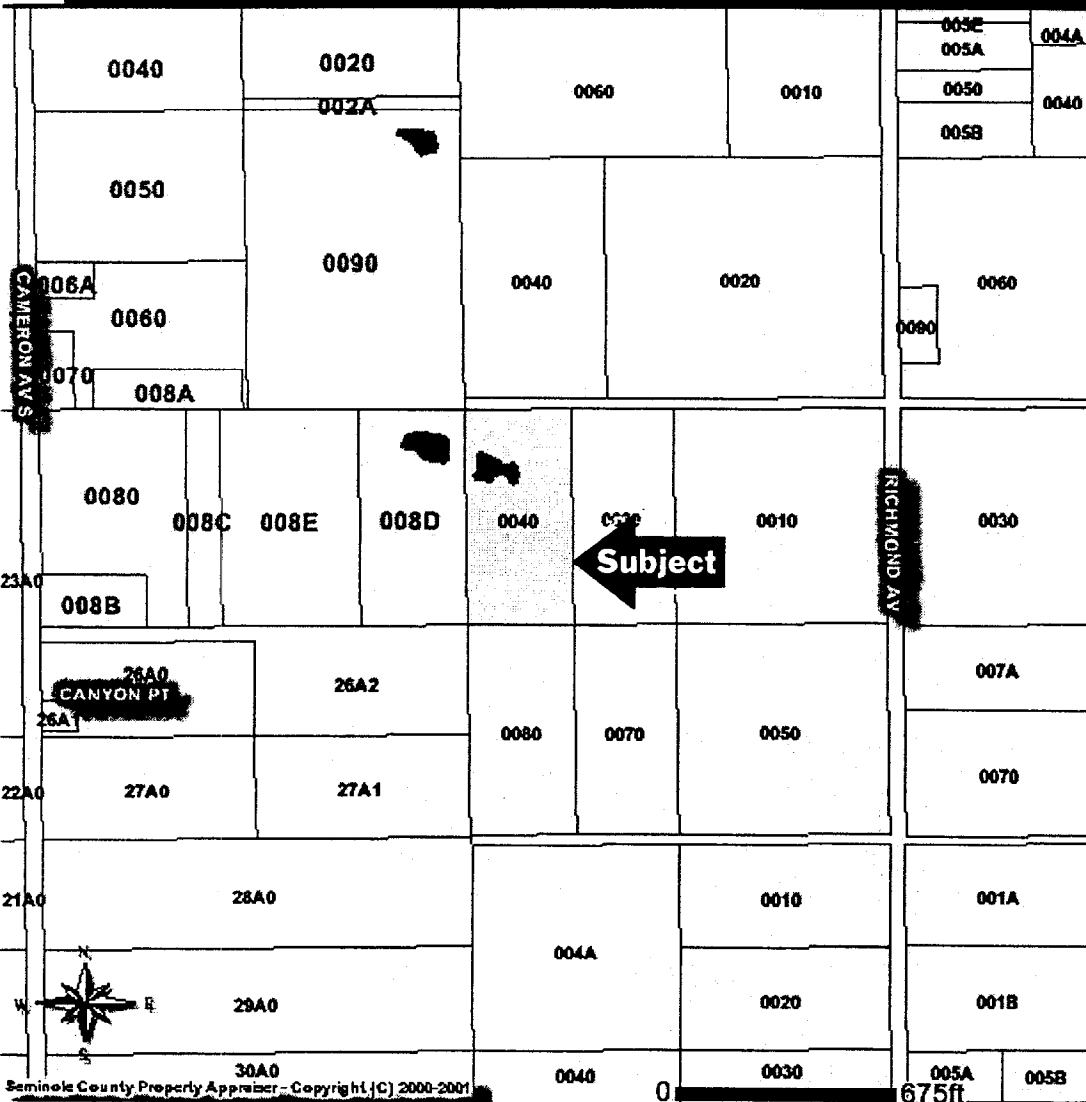 005E
004A
0040
0020
005A
0060
0010
0050
0040
002A
005B
0050
0090
0040
0020
0060
006A
CAMERON AV S
0060
0090
0070
008A
0080
008C
008E
008D
0040
0010
RICHMOND AV
0030
Subject
23A0
008B
26A0
26A2
007A
CANYON PT
26A1
0080
0070
0050
0070
22A0
27A0
27A1
21A0
28A0
0010
001A
004A
N
W
E
S
29A0
0020
001B
30A0
0040
0030
005A
005B
Seminole County Property Appraiser - Copyright (C) 2000-2001
0
675ft